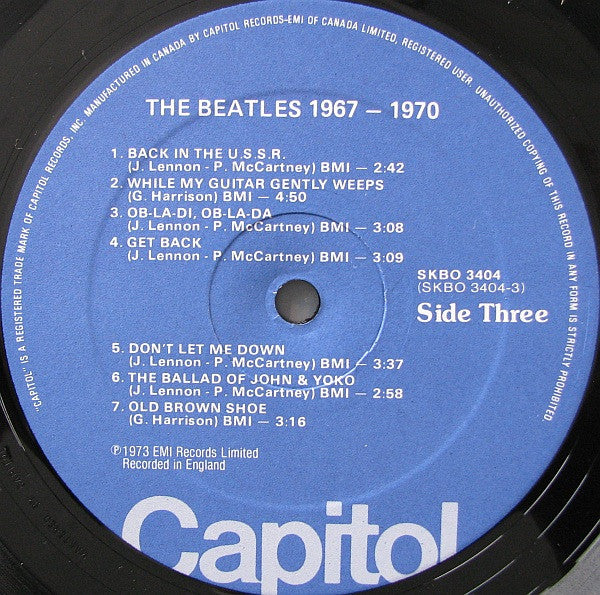 "CAPITOL" IS A REGISTERED TRADE MARK OF CAPITOL RECORDS, INC. MANUFACTURED IN CANADA BY CAPITOL RECORDS-EMI OF CANADA LIMITED, REGISTERED USER. UNAUTHORIZED COPYING OF THIS RECORD IN ANY FORM IS STRICTLY PROHIBITED.
THE BEATLES 1967 – 1970
1. BACK IN THE U.S.S.R.
(J. Lennon - P. McCartney) BMI – 2:42
2. WHILE MY GUITAR GENTLY WEEPS
(G. Harrison) BMI – 4:50
3. OB-LA-DI, OB-LA-DA
(J. Lennon - P. McCartney) BMI – 3:08
4. GET BACK
(J. Lennon - P. McCartney) BMI – 3:09
SKBO 3404
(SKBO 3404-3)
Side Three
5. DON'T LET ME DOWN
(J. Lennon - P. McCartney) BMI – 3:37
6. THE BALLAD OF JOHN & YOKO
(J. Lennon - P. McCartney) BMI – 2:58
7. OLD BROWN SHOE
(G. Harrison) BMI – 3:16
℗1973 EMI Records Limited
Recorded in England
Capitol